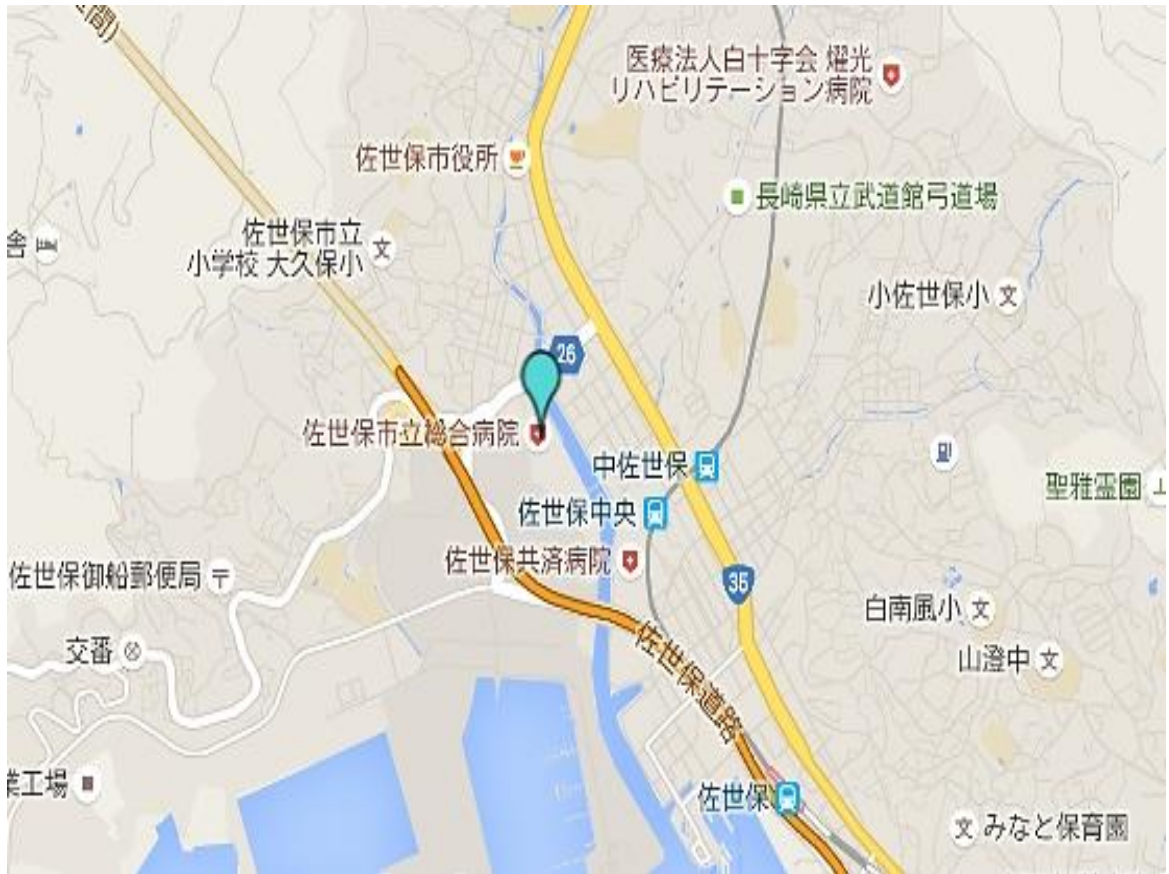 間)
医療法人白十字会 燿光
リハビリテーション病院
佐世保市役所
長崎県立武道館弓道場
佐世保市立
小学校 大久保小
舎
小佐世保小
26
佐世保市立総合病院
中佐世保
聖雅霊園
佐世保中央
佐世保共済病院
佐世保御船郵便局
35
白南風小
交番
山澄中
佐世保道路
業工場
佐世保
みなと保育園